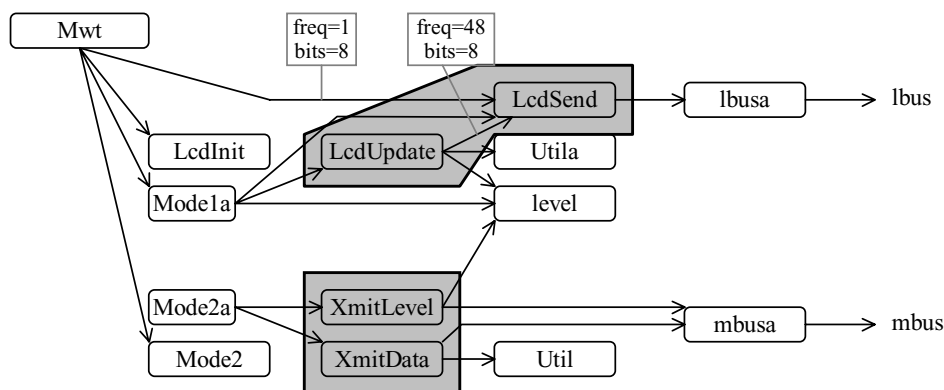 Mwt
freq=1
bits=8
freq=48
bits=8
LcdSend
lbusa
lbus
LcdInit
LcdUpdate
Utila
Mode1a
level
Mode2a
XmitLevel
mbusa
mbus
Mode2
XmitData
Util